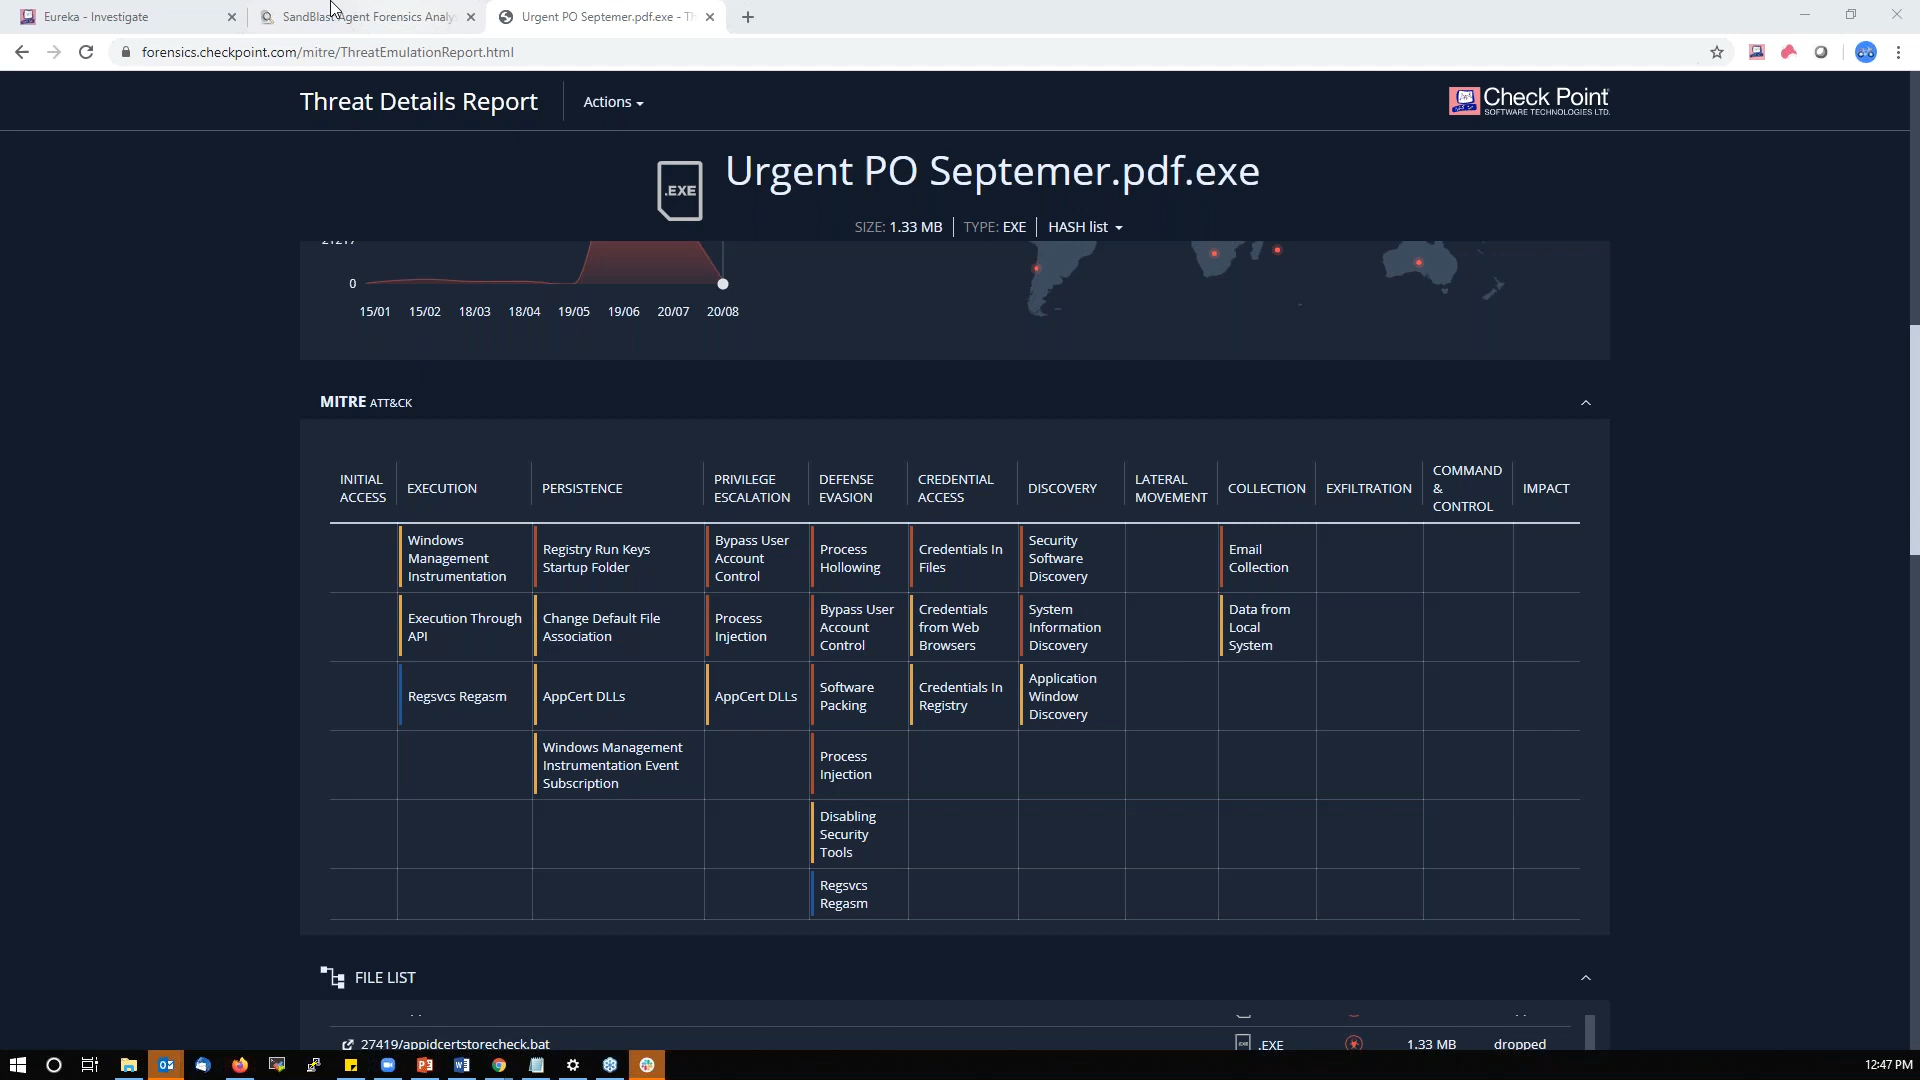 Eureka - Investigate
SandBlast Agent Forensics Analy
Urgent PO Septemer.pdf.exe - Th
forensics.checkpoint.com/mitre/ThreatEmulationReport.html
Threat Details Report
Actions
Check Point
SOFTWARE TECHNOLOGIES LTD.
.EXE
Urgent PO Septemer.pdf.exe
SIZE: 1.33 MB
TYPE: EXE
HASH list
0
15/01 15/02 18/03 18/04 19/05 19/06 20/07 20/08
MITRE ATT&CK
INITIAL
ACCESS
EXECUTION
PERSISTENCE
PRIVILEGE
ESCALATION
DEFENSE
EVASION
CREDENTIAL
ACCESS
DISCOVERY
LATERAL
MOVEMENT
COLLECTION
EXFILTRATION
COMMAND
&
CONTROL
IMPACT
Windows
Management
Instrumentation
Registry Run Keys
Startup Folder
Bypass User
Account
Control
Process
Hollowing
Credentials In
Files
Security
Software
Discovery
Email
Collection
Execution Through
API
Change Default File
Association
Process
Injection
Bypass User
Account
Control
Credentials
from Web
Browsers
System
Information
Discovery
Data from
Local
System
Regsvcs Regasm
AppCert DLLs
AppCert DLLs
Software
Packing
Credentials In
Registry
Application
Window
Discovery
Windows Management
Instrumentation Event
Subscription
Process
Injection
Disabling
Security
Tools
Regsvcs
Regasm
FILE LIST
27419/appidcertstorecheck.bat
.EXE
1.33 MB
dropped
12:47 PM